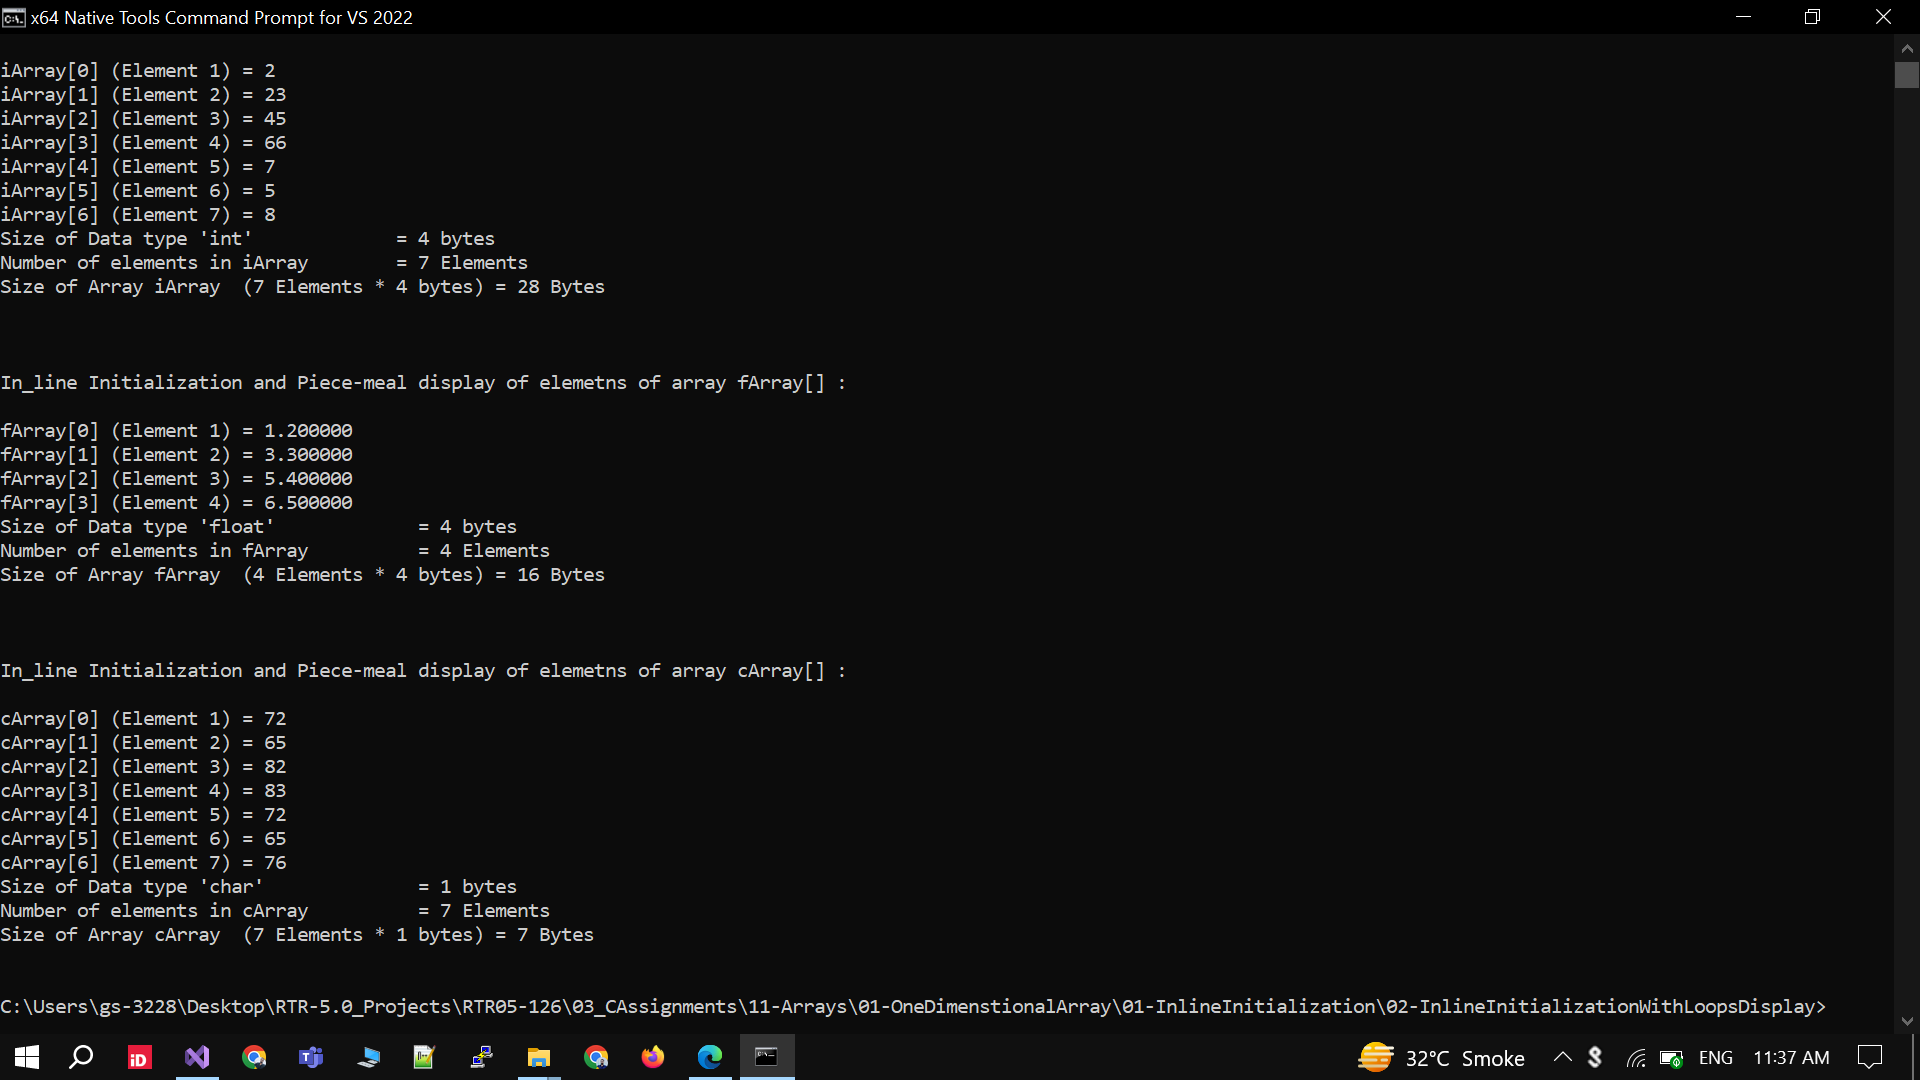 x64 Native Tools Command Prompt for VS 2022
iArray[0] (Element 1) = 2
iArray[1] (Element 2) = 23
iArray[2] (Element 3) = 45
iArray[3] (Element 4) = 66
iArray[4] (Element 5) = 7
iArray[5] (Element 6) = 5
iArray[6] (Element 7) = 8
Size of Data type 'int'             = 4 bytes
Number of elements in iArray        = 7 Elements
Size of Array iArray  (7 Elements * 4 bytes) = 28 Bytes
In_line Initialization and Piece-meal display of elemetns of array fArray[] :
fArray[0] (Element 1) = 1.200000
fArray[1] (Element 2) = 3.300000
fArray[2] (Element 3) = 5.400000
fArray[3] (Element 4) = 6.500000
Size of Data type 'float'             = 4 bytes
Number of elements in fArray          = 4 Elements
Size of Array fArray  (4 Elements * 4 bytes) = 16 Bytes
In_line Initialization and Piece-meal display of elemetns of array cArray[] :
cArray[0] (Element 1) = 72
cArray[1] (Element 2) = 65
cArray[2] (Element 3) = 82
cArray[3] (Element 4) = 83
cArray[4] (Element 5) = 72
cArray[5] (Element 6) = 65
cArray[6] (Element 7) = 76
Size of Data type 'char'              = 1 bytes
Number of elements in cArray          = 7 Elements
Size of Array cArray  (7 Elements * 1 bytes) = 7 Bytes
C:\Users\gs-3228\Desktop\RTR-5.0_Projects\RTR05-126\03_CAssignments\11-Arrays\01-OneDimenstionalArray\01-InlineInitialization\02-InlineInitializationWithLoopsDisplay>
iD
32°C Smoke
ENG
11:37 AM